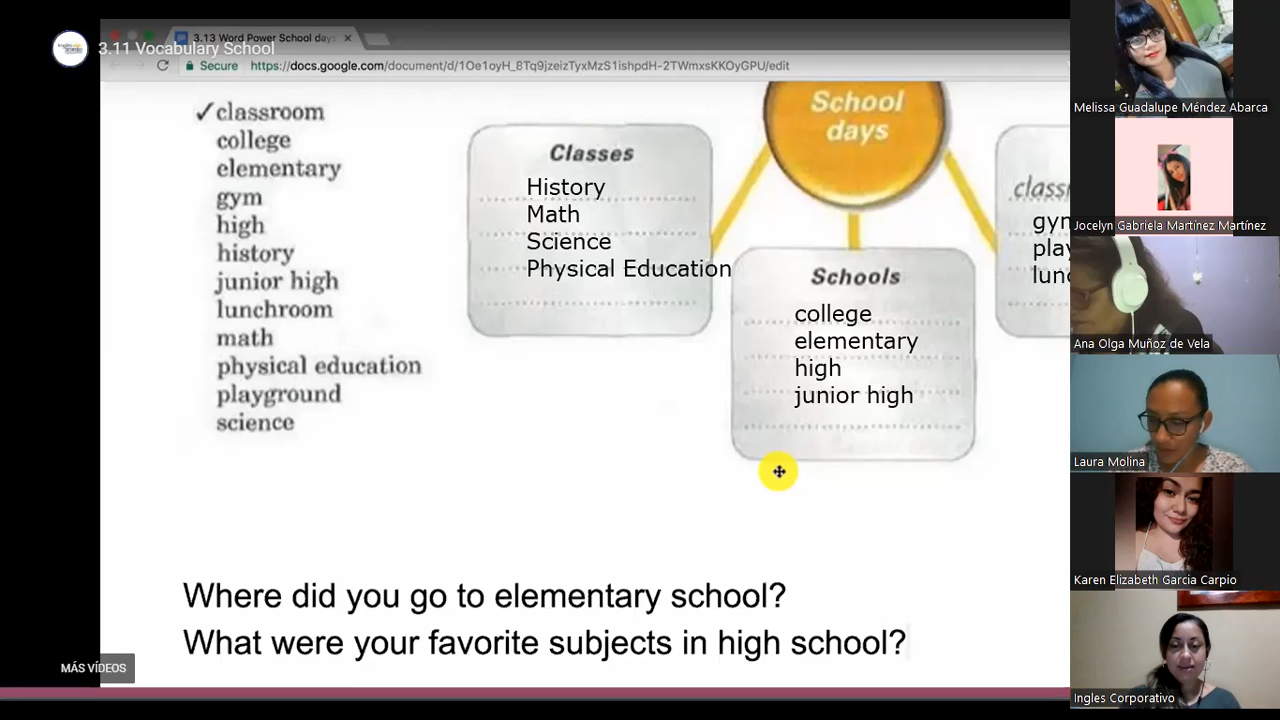 3.13 Word Power School days
3.11 Vocabulary School
Secure
https://docs.google.com/document/d/1Oe1oyH_8Tq9jzeizTyxMzS1ishpdH-2TWmxsKKOyGPU/edit
✓ classroom
college
elementary
gym
high
history
junior high
lunchroom
math
physical education
playground
science
School
days
Classes
History
Math
Science
Physical Education
Schools
college
elementary
high
junior high
Where did you go to elementary school?
What were your favorite subjects in high school?
MÁS VÍDEOS
Melissa Guadalupe Méndez Abarca
Jocelyn Gabriela Martínez Martínez
Ana Olga Muñoz de Vela
Laura Molina
Karen Elizabeth Garcia Carpio
Ingles Corporativo